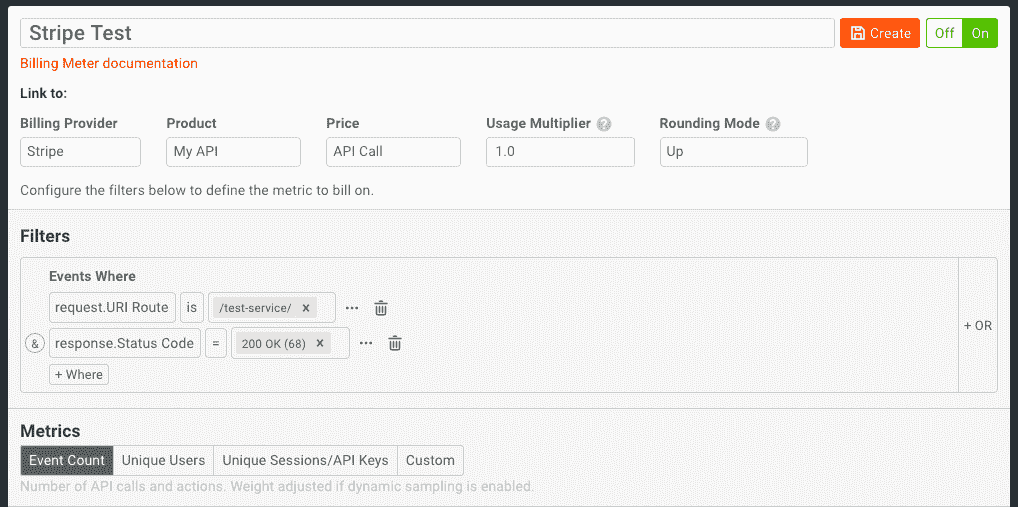 Stripe Test
Create
Off On
Billing Meter documentation
Link to:
Billing Provider Product Price Usage Multiplier ? Rounding Mode ?
Stripe My API API Call 1.0 Up
Configure the filters below to define the metric to bill on.
Filters
Events Where
request.URI Route is /test-service/ × ···
& response.Status Code = 200 OK (68) × ···
+ Where
+ OR
Metrics
Event Count Unique Users Unique Sessions/API Keys Custom
Number of API calls and actions. Weight adjusted if dynamic sampling is enabled.